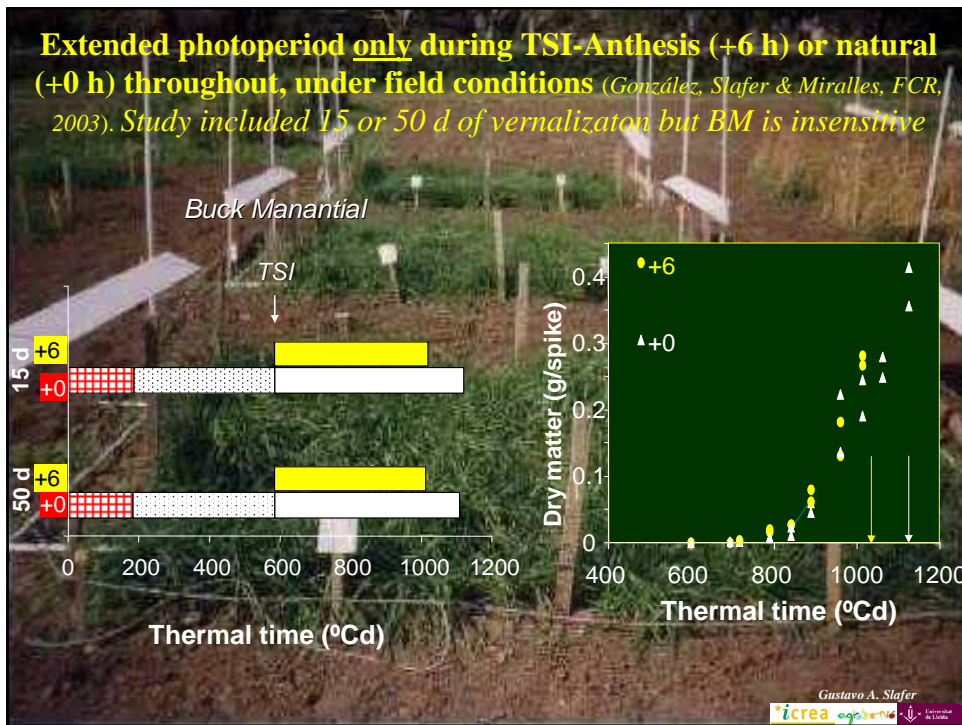 Extended photoperiod only during TSI-Anthesis (+6 h) or natural
(+0 h) throughout, under field conditions (González, Slafer & Miralles, FCR,
2003). Study included 15 or 50 d of vernalizaton but BM is insensitive
Buck Manantial
TSI
15 d
+6
+0
50 d
+6
+0
0 200 400 600 800 1000 1200
Thermal time (ºCd)
+6
+0
Dry matter (g/spike)
0.4
0.3
0.2
0.1
0
400 600 800 1000 1200
Thermal time (ºCd)
Gustavo A. Slafer
icrea
Universitat
de Lleida